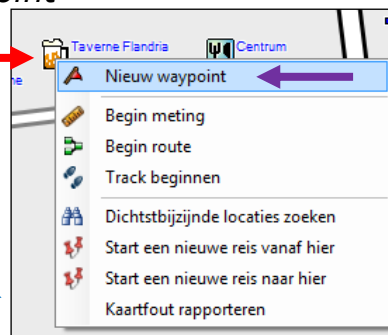 Taverne Flandria
Centrum
Nieuw waypoint
Begin meting
Begin route
Track beginnen
Dichtstbijzijnde locaties zoeken
Start een nieuwe reis vanaf hier
Start een nieuwe reis naar hier
Kaartfout rapporteren